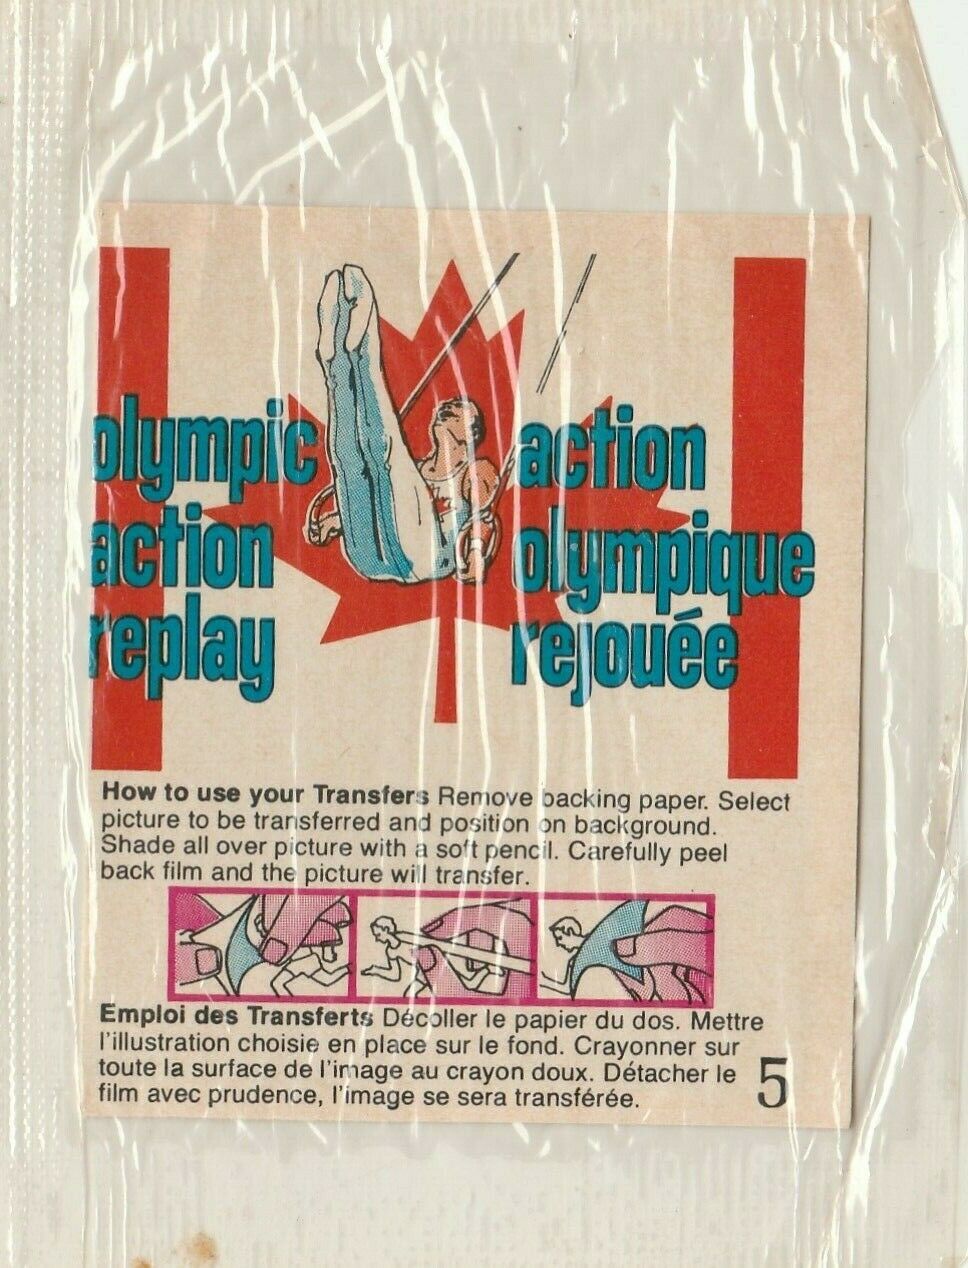 olympic
action
replay
action
olympique
rejouée
How to use your Transfers Remove backing paper. Select
picture to be transferred and position on background.
Shade all over picture with a soft pencil. Carefully peel
back film and the picture will transfer.
Emploi des Transferts Décoller le papier du dos. Mettre
l'illustration choisie en place sur le fond. Crayonner sur
toute la surface de l'image au crayon doux. Détacher le
film avec prudence, l'image se sera transférée.
5